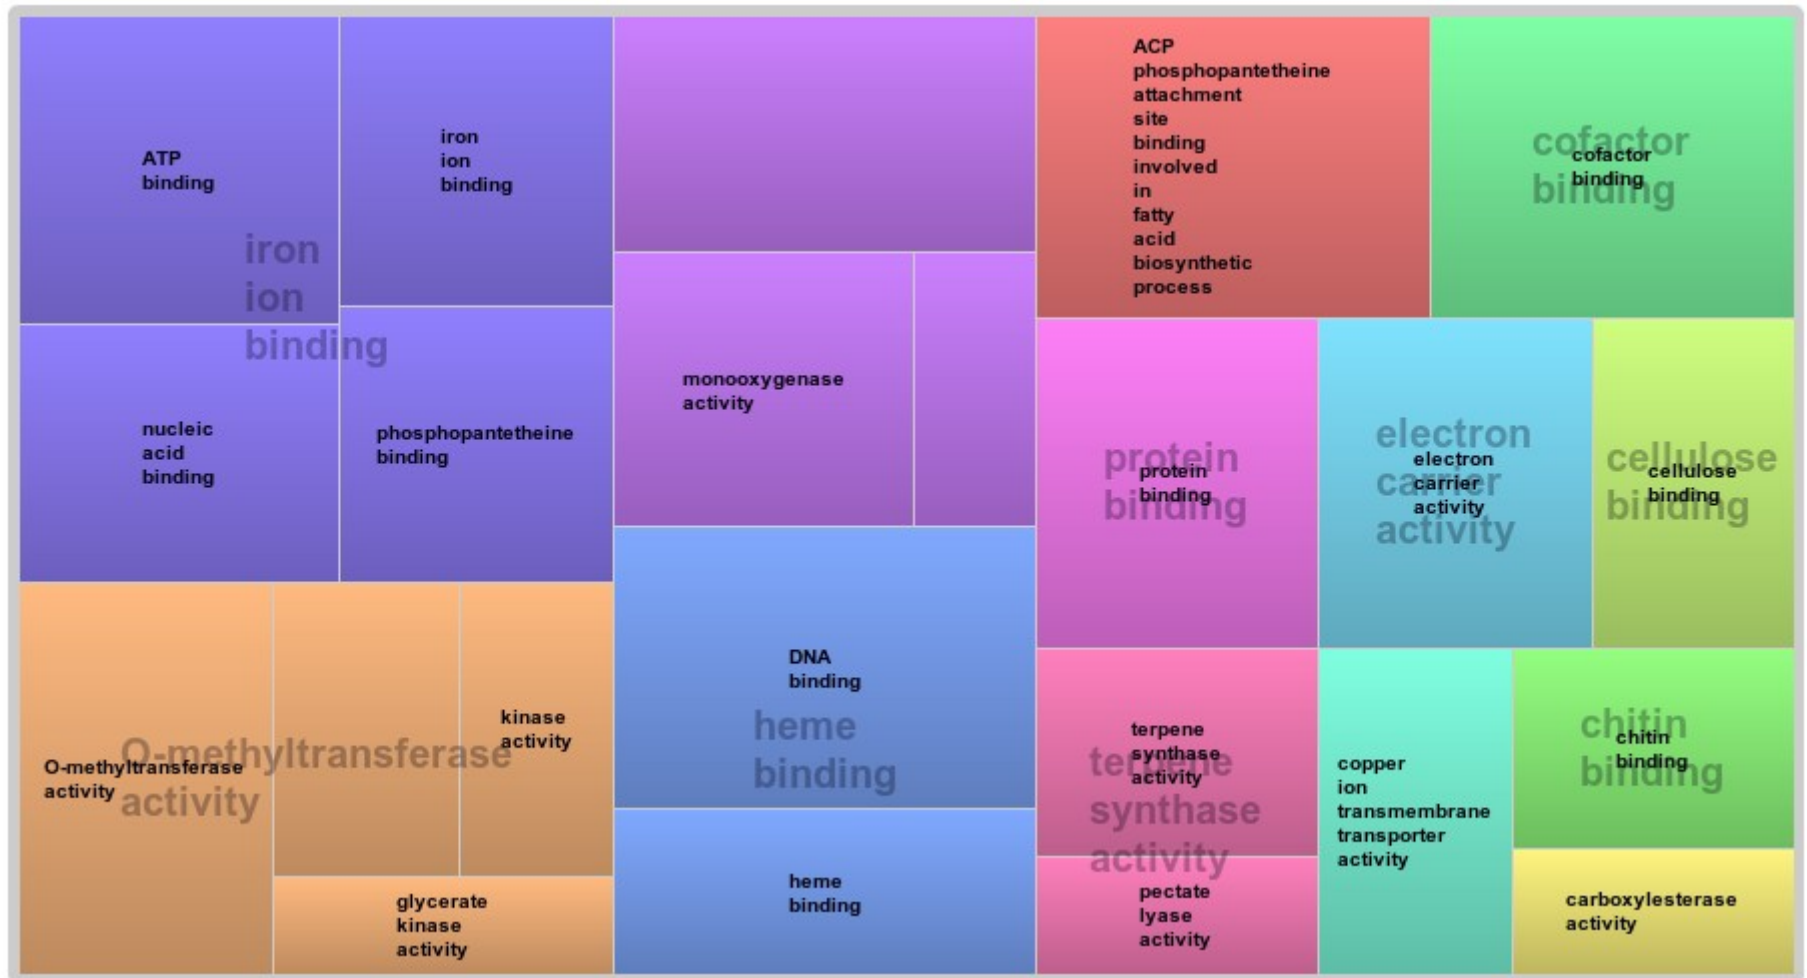 ATP
binding
iron
ion
binding
iron
ion
binding
nucleic
acid
binding
phosphopantetheine
binding
monooxygenase
activity
ACP
phosphopantetheine
attachment
site
binding
involved
in
fatty
acid
biosynthetic
process
cofactor
binding
cofactor
binding
protein
binding
protein
binding
electron
carrier
activity
electron
carrier
activity
cellulose
binding
cellulose
binding
O-methyltransferase
activity
O-methyltransferase
activity
kinase
activity
glycerate
kinase
activity
DNA
binding
heme
binding
heme
binding
terpene
synthase
activity
terpene
synthase
activity
pectate
lyase
activity
copper
ion
transmembrane
transporter
activity
chitin
binding
chitin
binding
carboxylesterase
activity